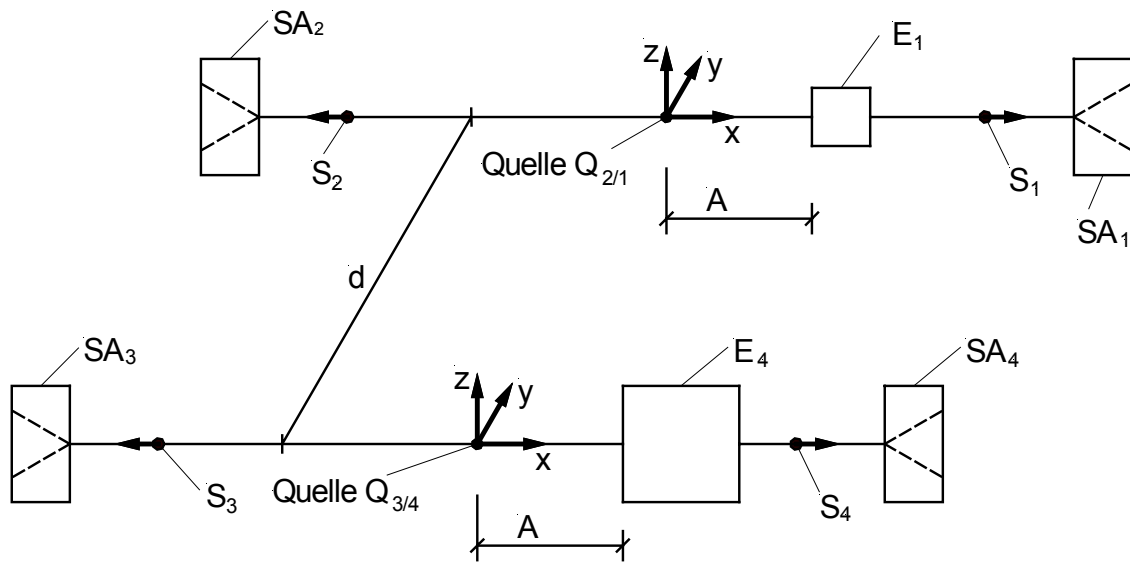 SA₂
E₁
z
y
x
S₂
Quelle Q₂/₁
S₁
A
SA₁
d
SA₃
E₄
SA₄
z
y
x
S₃
Quelle Q₃/₄
S₄
A